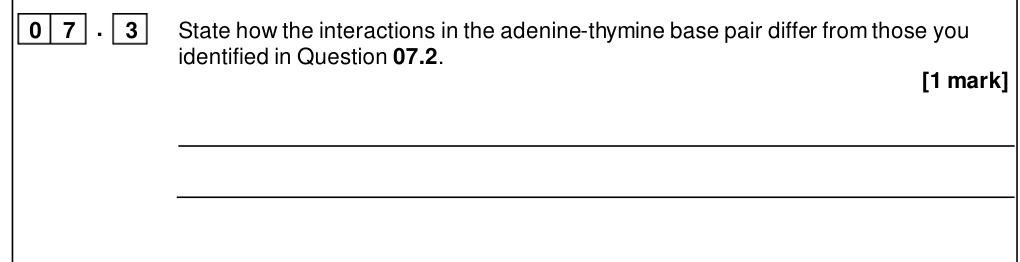 0 7 . 3 State how the interactions in the adenine-thymine base pair differ from those you
identified in Question 07.2.
[1 mark]